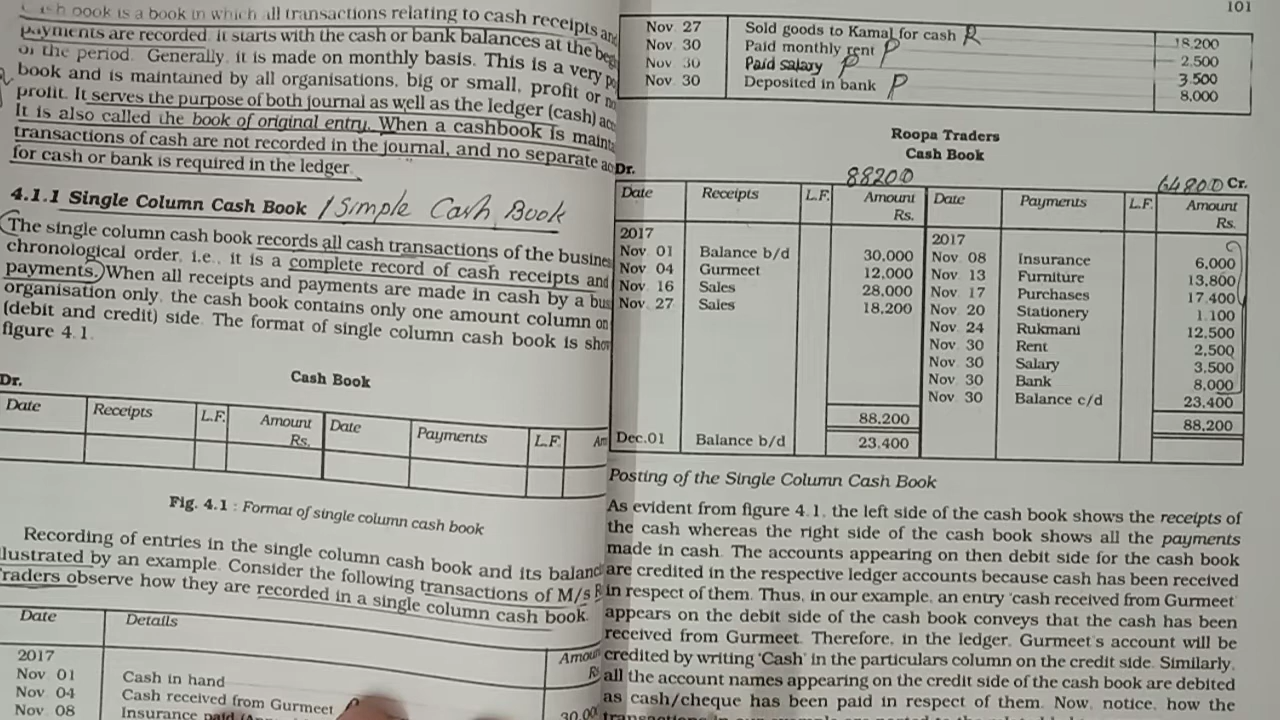 book is a book in which all transactions relating to cash receipts and
payments are recorded. It starts with the cash or bank balances at the
of the period. Generally, it is made on monthly basis. This is a very
book and is maintained by all organisations, big or small, profit or
profit. It serves the purpose of both journal as well as the ledger (cash)
It is also called the book of original entry. When a cashbook is
transactions of cash are not recorded in the journal, and no separate
for cash or bank is required in the ledger.
4.1.1 Single Column Cash Book / Simple Cash Book
The single column cash book records all cash transactions of the
chronological order, i.e., it is a complete record of cash receipts and
payments. When all receipts and payments are made in cash by a
organisation only, the cash book contains only one amount column on
(debit and credit) side. The format of single column cash book is
figure 4.1.
Cash Book
Dr.
Date Receipts L.F. Amount Rs. Date Payments L.F.
Fig. 4.1 : Format of single column cash book
Recording of entries in the single column cash book and its
illustrated by an example. Consider the following transactions of M/s
Traders observe how they are recorded in a single column cash book.
Date Details
2017
Nov 01 Cash in hand
Nov 04 Cash received from Gurmeet
Nov 08 Insurance paid
101
Nov 27 Sold goods to Kamal for cash R 18,200
Nov 30 Paid monthly rent P 2,500
Nov 30 Paid salary P 3,500
Nov 30 Deposited in bank P 8,000
Roopa Traders
Cash Book
Dr. 88200 64800 Cr.
Date Receipts L.F. Amount Rs. Date Payments L.F. Amount Rs.
2017 2017
Nov 01 Balance b/d 30,000 Nov 08 Insurance 6,000
Nov 04 Gurmeet 12,000 Nov 13 Furniture 13,800
Nov 16 Sales 28,000 Nov 17 Purchases 17,400
Nov. 27 Sales 18,200 Nov 20 Stationery 1,100
Nov 24 Rukmani 12,500
Nov 30 Rent 2,500
Nov 30 Salary 3,500
Nov 30 Bank 8,000
Nov 30 Balance c/d 23,400
88,200 88,200
Dec.01 Balance b/d 23,400
Posting of the Single Column Cash Book
As evident from figure 4.1, the left side of the cash book shows the receipts of
the cash whereas the right side of the cash book shows all the payments
made in cash. The accounts appearing on then debit side for the cash book
are credited in the respective ledger accounts because cash has been received
in respect of them. Thus, in our example, an entry 'cash received from Gurmeet'
appears on the debit side of the cash book conveys that the cash has been
received from Gurmeet. Therefore, in the ledger, Gurmeet's account will be
credited by writing 'Cash' in the particulars column on the credit side. Similarly,
all the account names appearing on the credit side of the cash book are debited
as cash/cheque has been paid in respect of them. Now, notice, how the